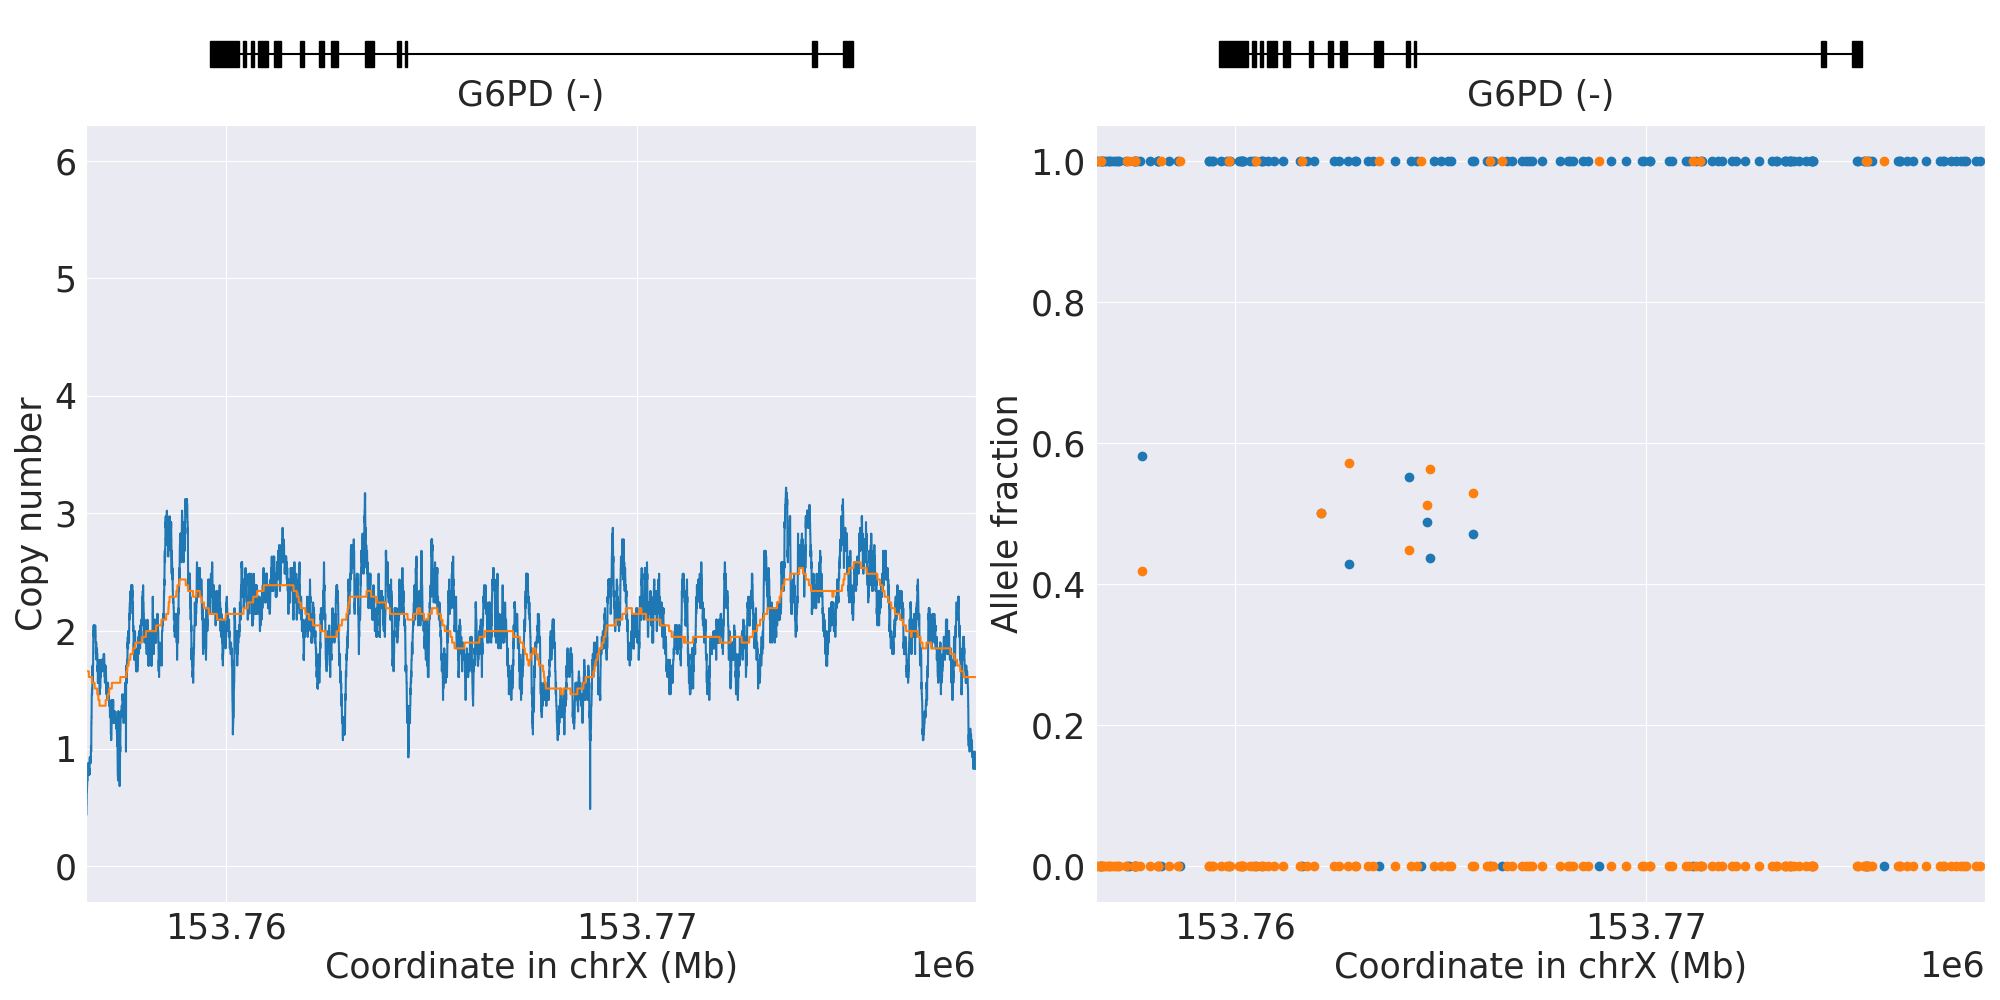 G6PD (-)
G6PD (-)
Copy number
6
5
4
3
2
1
0
153.76
153.77
Coordinate in chrX (Mb)
1e6
Allele fraction
1.0
0.8
0.6
0.4
0.2
0.0
153.76
153.77
Coordinate in chrX (Mb)
1e6